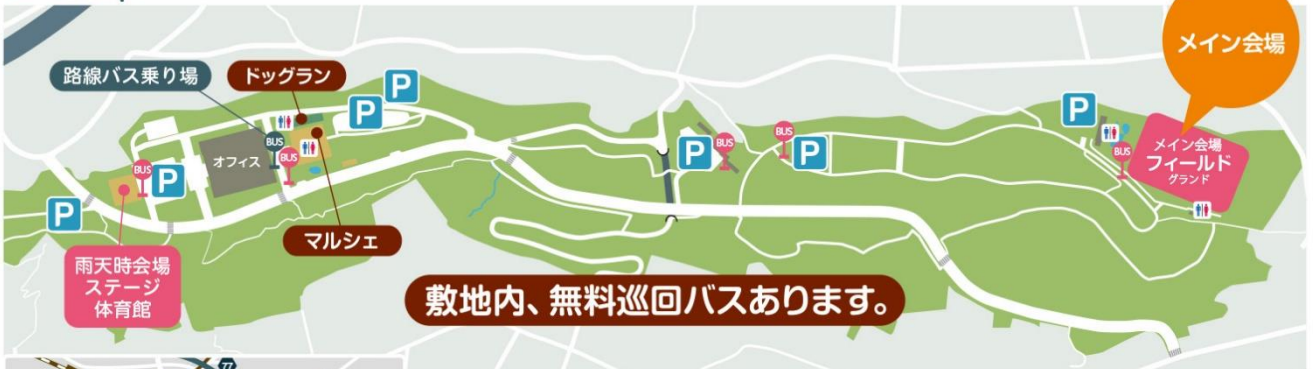 メイン会場
路線バス乗り場
ドッグラン
P
P
BUS
オフィス
BUS
BUS
P
P
マルシェ
雨天時会場
ステージ
体育館
P
BUS
BUS
P
P
BUS
メイン会場
フィールド
グランド
敷地内、無料巡回バスあります。
77